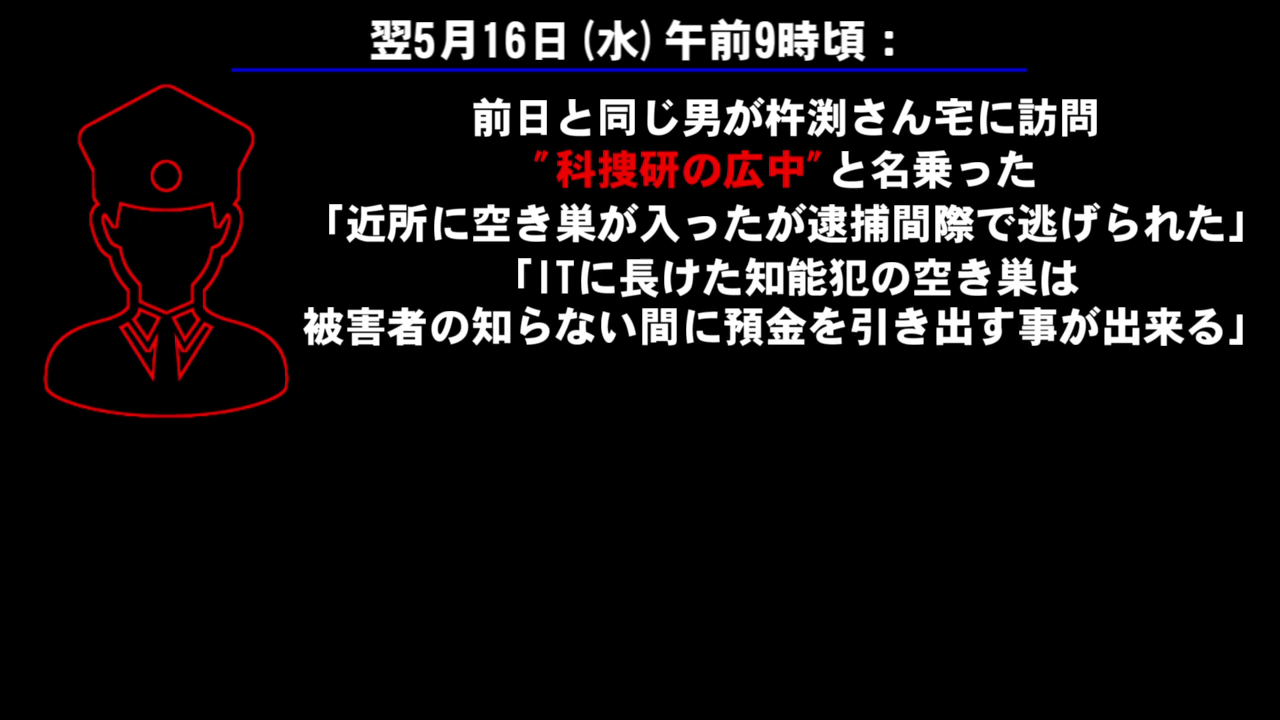 翌5月16日(水)午前9時頃：
前日と同じ男が杵渕さん宅に訪問
"科捜研の広中"と名乗った
「近所に空き巣が入ったが逮捕間際で逃げられた」
「ITに長けた知能犯の空き巣は
被害者の知らない間に預金を引き出す事が出来る」